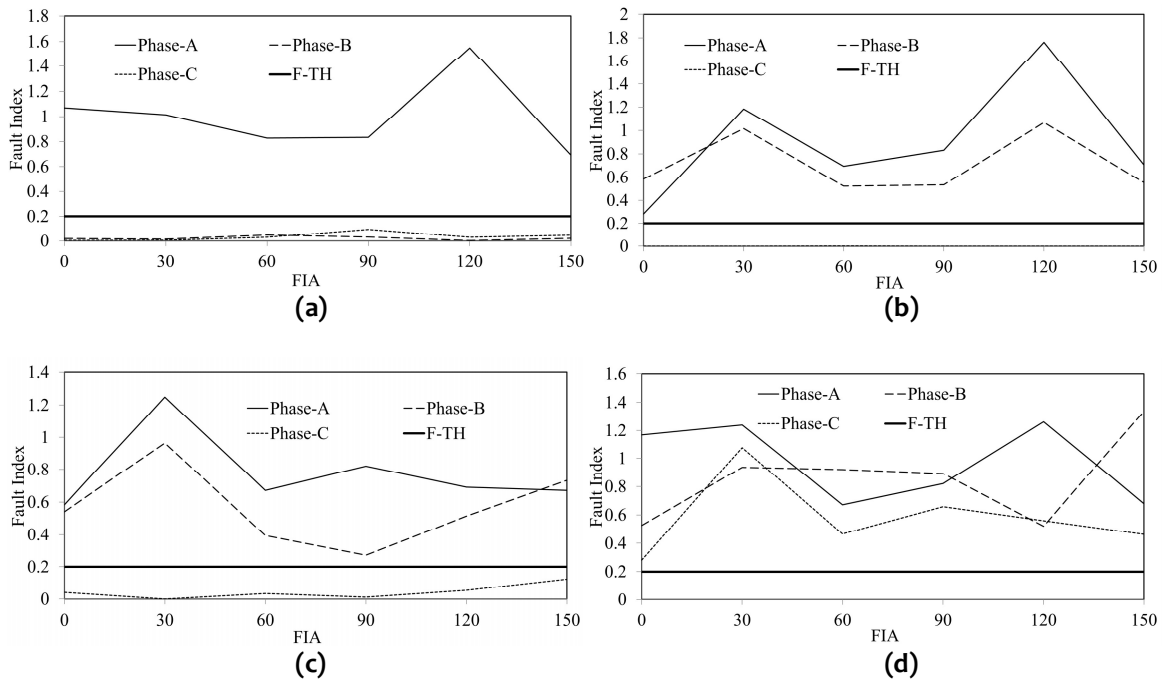 1.8
1.6
1.4
1.2
1
0.8
0.6
0.4
0.2
0
Fault Index
Phase-A
Phase-B
Phase-C
F-TH
0 30 60 90 120 150
FIA
(a)
2
1.8
1.6
1.4
1.2
1
0.8
0.6
0.4
0.2
0
Fault Index
Phase-A
Phase-B
Phase-C
F-TH
0 30 60 90 120 150
FIA
(b)
1.4
1.2
1
0.8
0.6
0.4
0.2
0
Fault Index
Phase-A
Phase-B
Phase-C
F-TH
0 30 60 90 120 150
FIA
(c)
1.6
1.4
1.2
1
0.8
0.6
0.4
0.2
0
Fault Index
Phase-A
Phase-B
Phase-C
F-TH
0 30 60 90 120 150
FIA
(d)